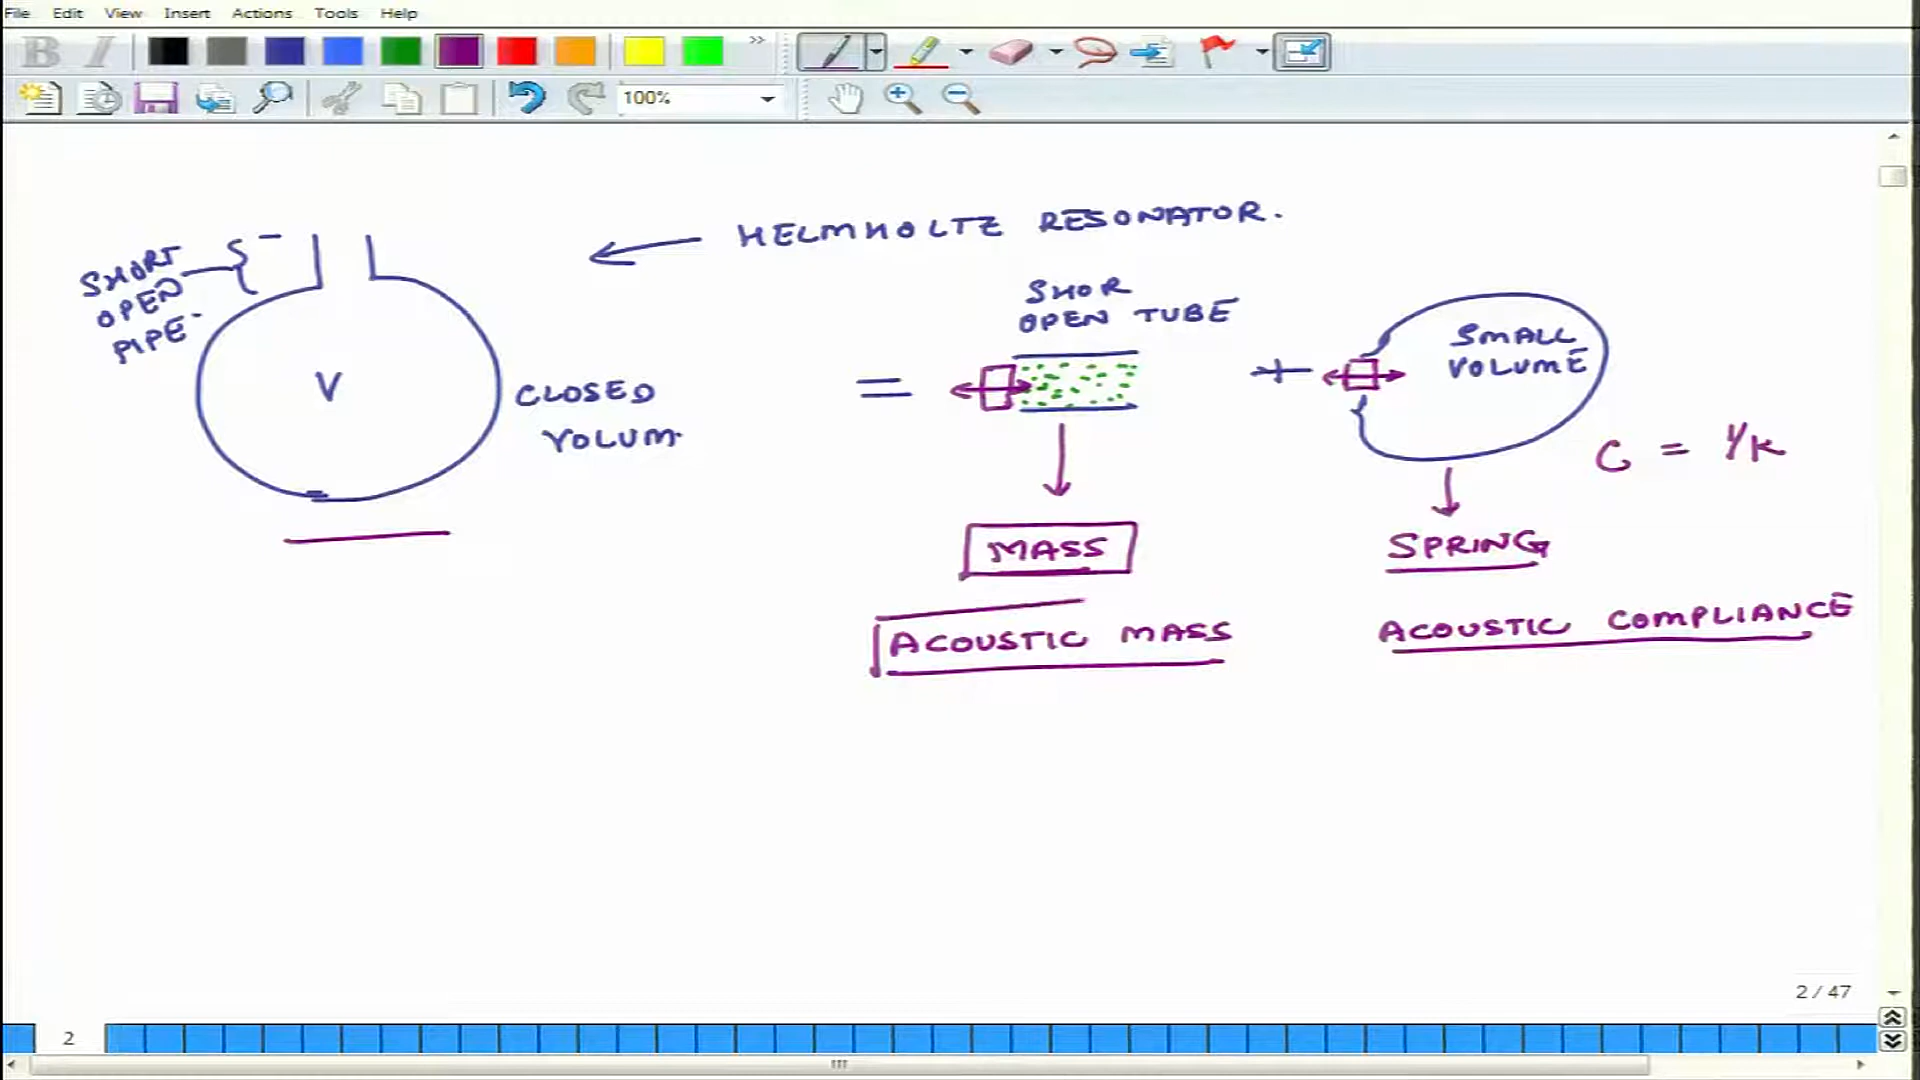 File Edit View Insert Actions Tools Help
B I
100%
HELMHOLTZ RESONATOR.
SHORT
OPEN
PIPE
V
CLOSED
VOLUM
=
SHOR
OPEN TUBE
+
SMALL
VOLUME
C = 1/K
MASS
SPRING
ACOUSTIC MASS
ACOUSTIC COMPLIANCE
2 / 47
2